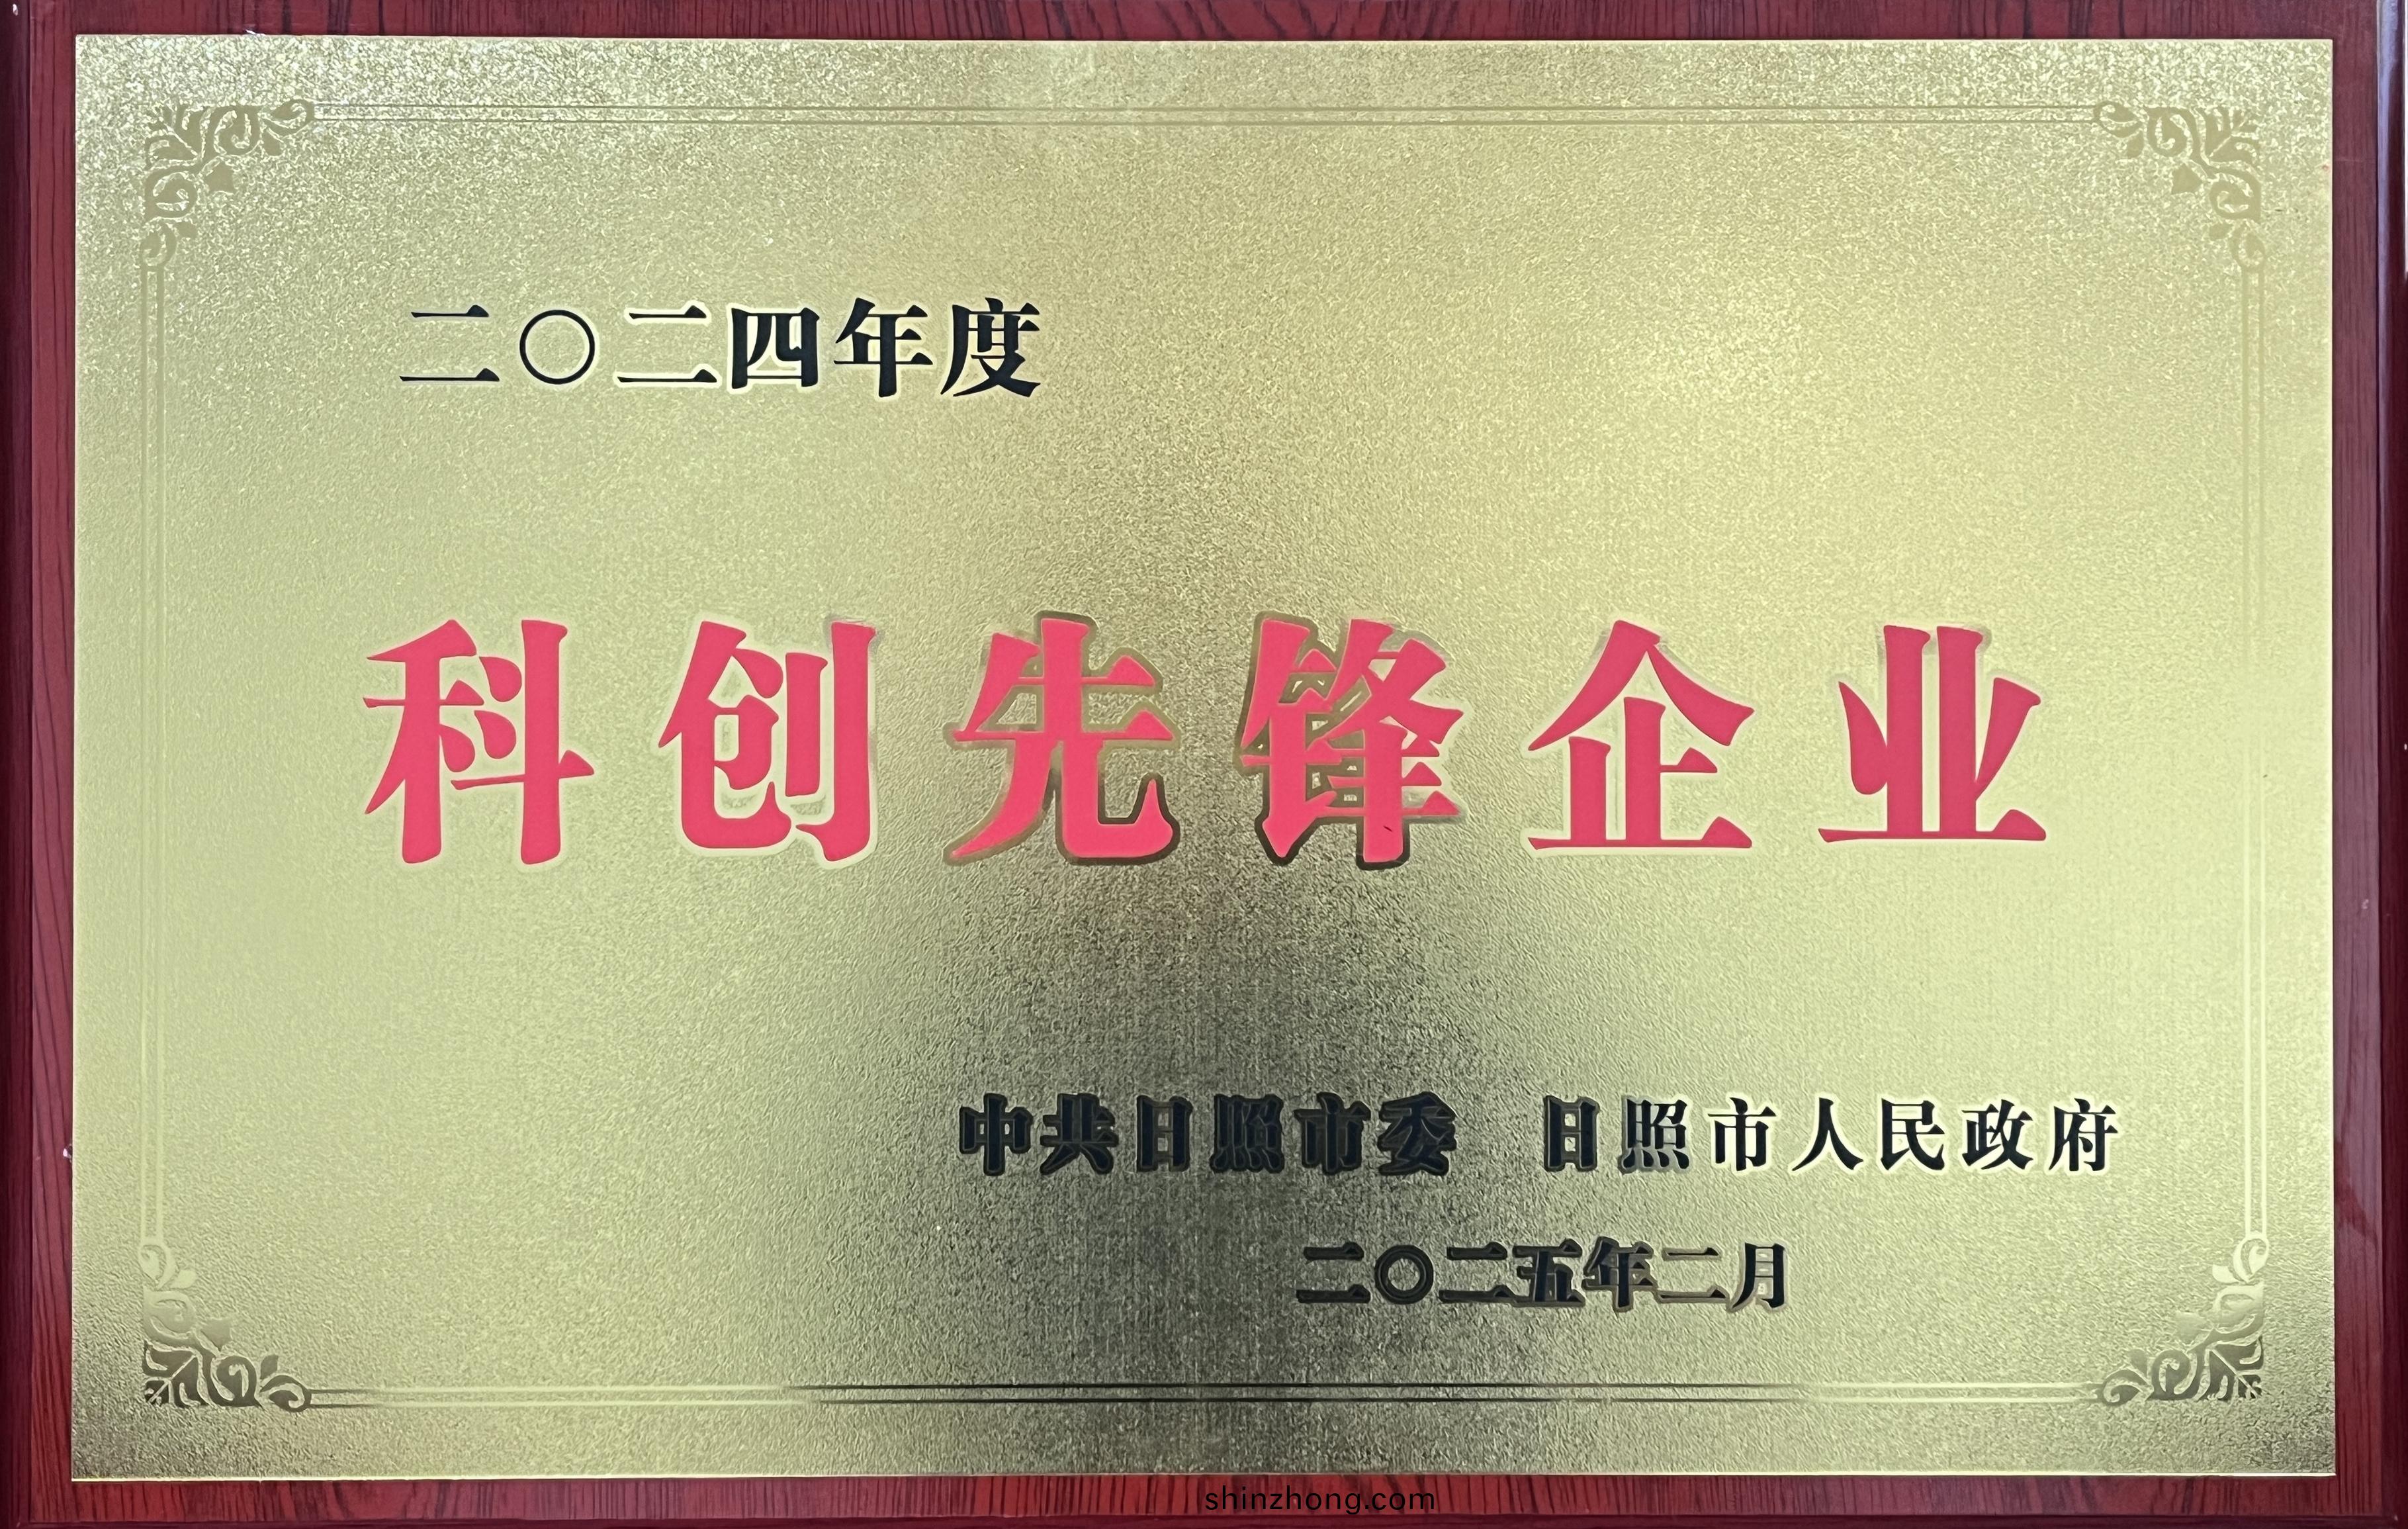 二〇二四年度
科创先锋企业
中共日照市委　日照市人民政府
二〇二五年二月
shinzhong.com